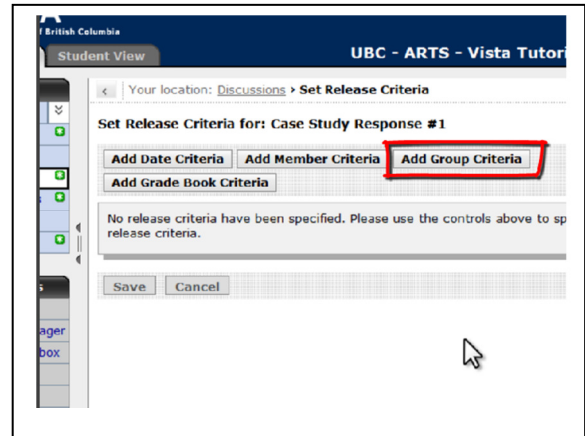 f British Columbia
Student View
UBC - ARTS - Vista Tutori
Your location: Discussions › Set Release Criteria
Set Release Criteria for: Case Study Response #1
Add Date Criteria Add Member Criteria Add Group Criteria
Add Grade Book Criteria
No release criteria have been specified. Please use the controls above to sp
release criteria.
Save Cancel
ager
box